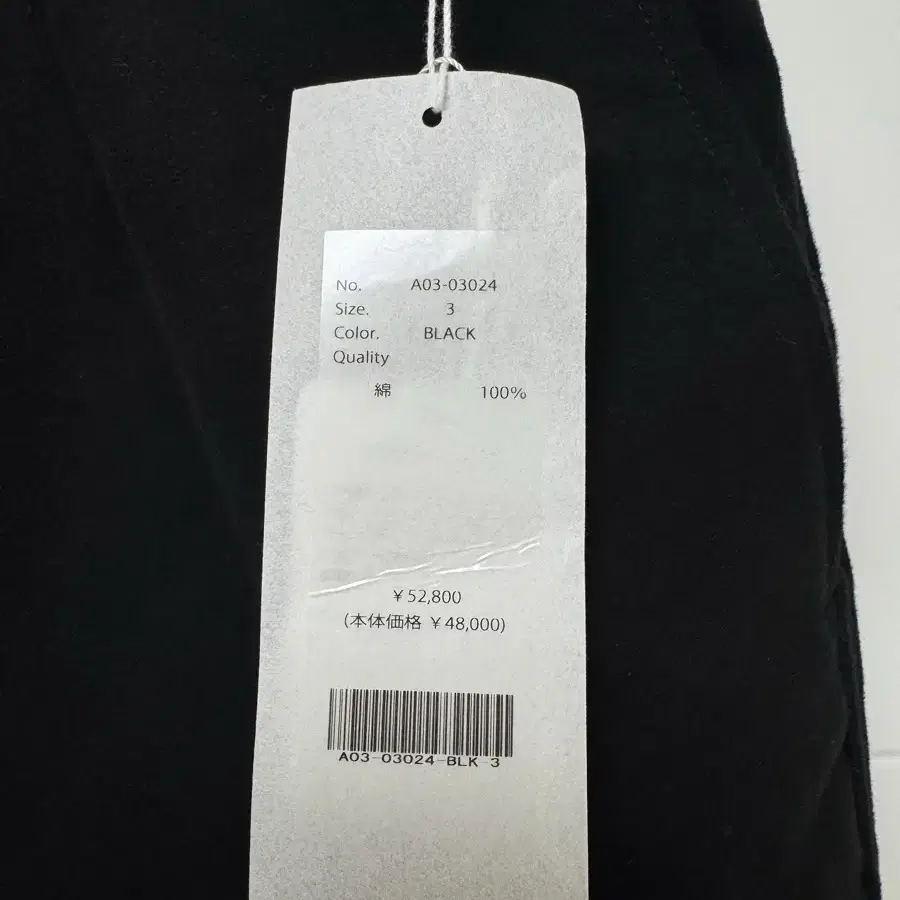 No. A03-03024
Size. 3
Color. BLACK
Quality
綿 100%
¥52,800
(本体価格 ¥48,000)
A03-03024-BLK-3